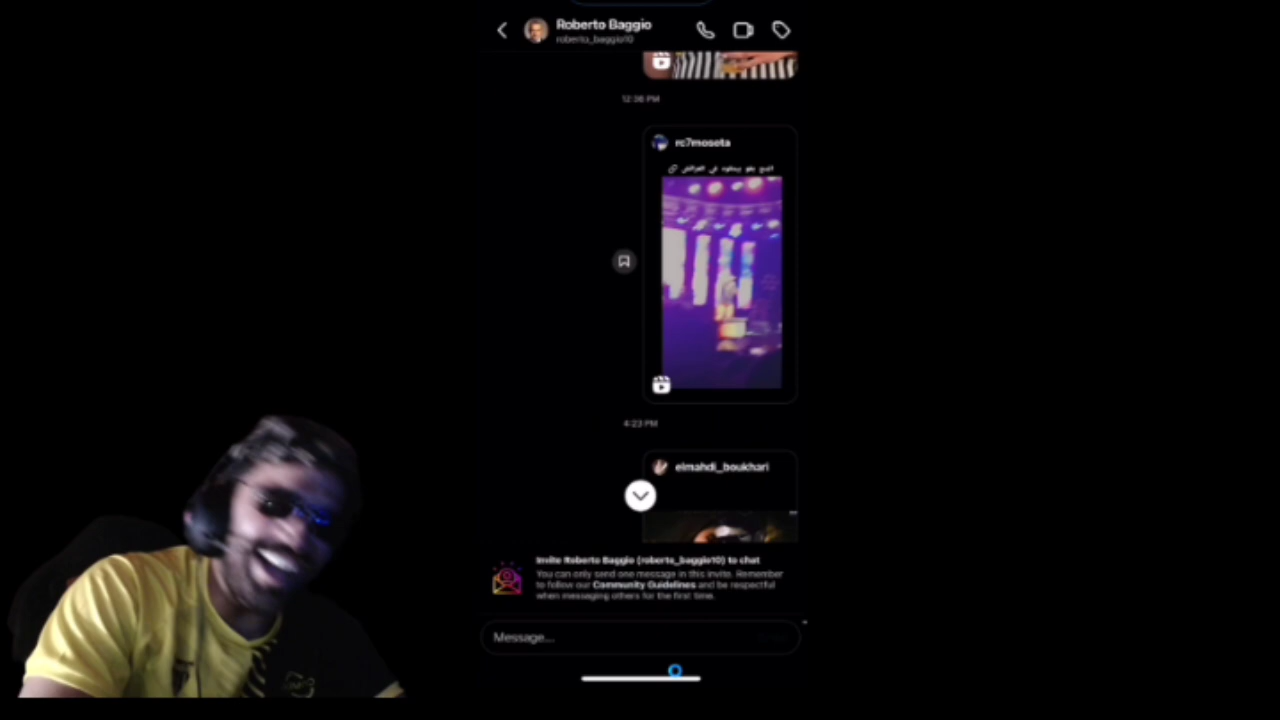 Roberto Baggio
roberto_baggio10
12:36 PM
rc7moseta
في
4:23 PM
elmahdi_boukhari
Invite Roberto Baggio (roberto_baggio10) to chat
You can only send one message in this invite. Remember
to follow our Community Guidelines and be respectful
when messaging others for the first time.
Message...